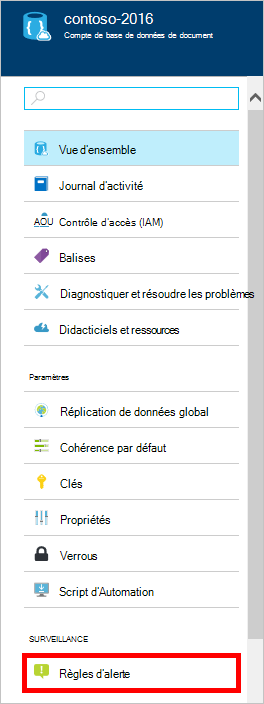 contoso-2016
Compte de base de données de document
Vue d'ensemble
Journal d'activité
AOU Contrôle d'accès (IAM)
Balises
Diagnostiquer et résoudre les problèmes
Didacticiels et ressources
Paramètres
Réplication de données global
Cohérence par défaut
Clés
Propriétés
Verrous
Script d'Automation
SURVEILLANCE
Règles d'alerte